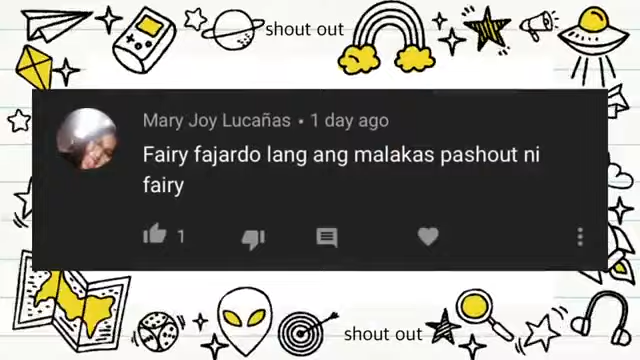 shout out
Mary Joy Lucañas • 1 day ago
Fairy fajardo lang ang malakas pashout ni
fairy
1
shout out